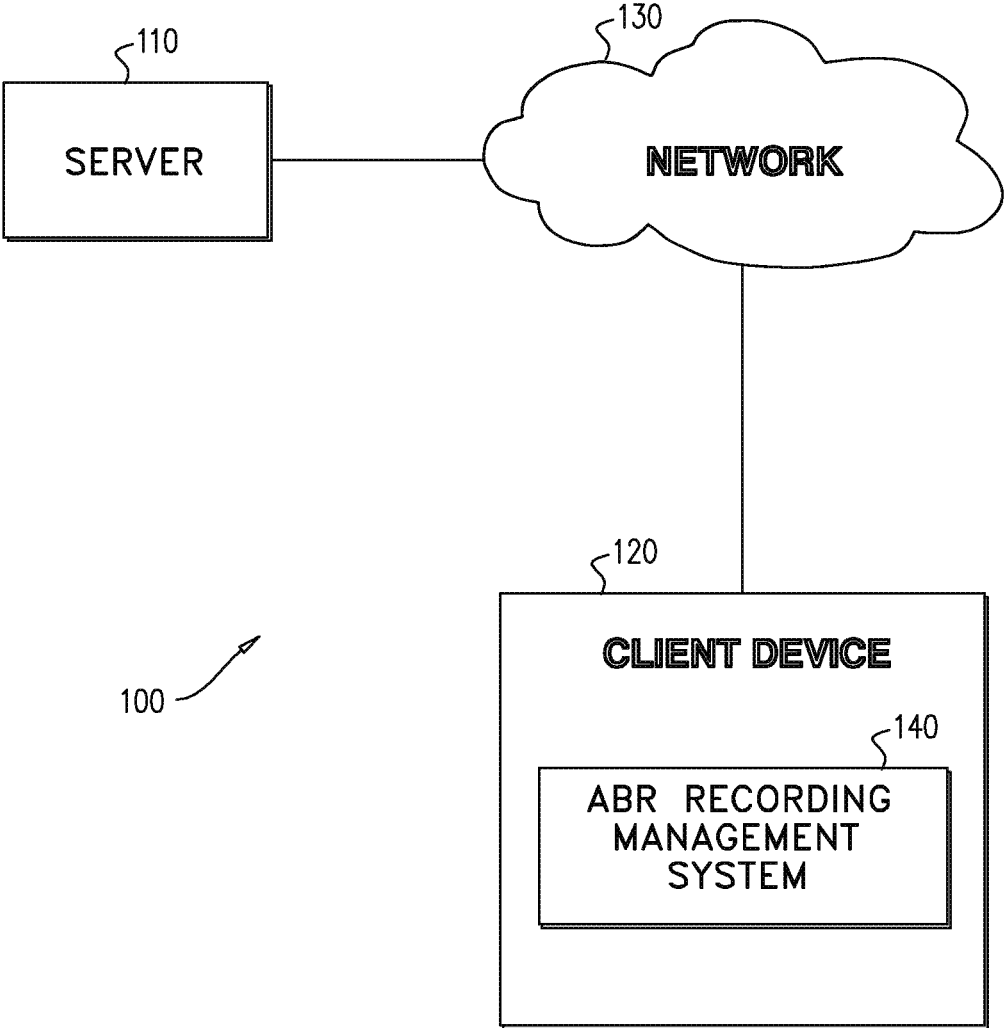 130
110
SERVER
NETWORK
120
CLIENT DEVICE
100
140
ABR RECORDING
MANAGEMENT
SYSTEM